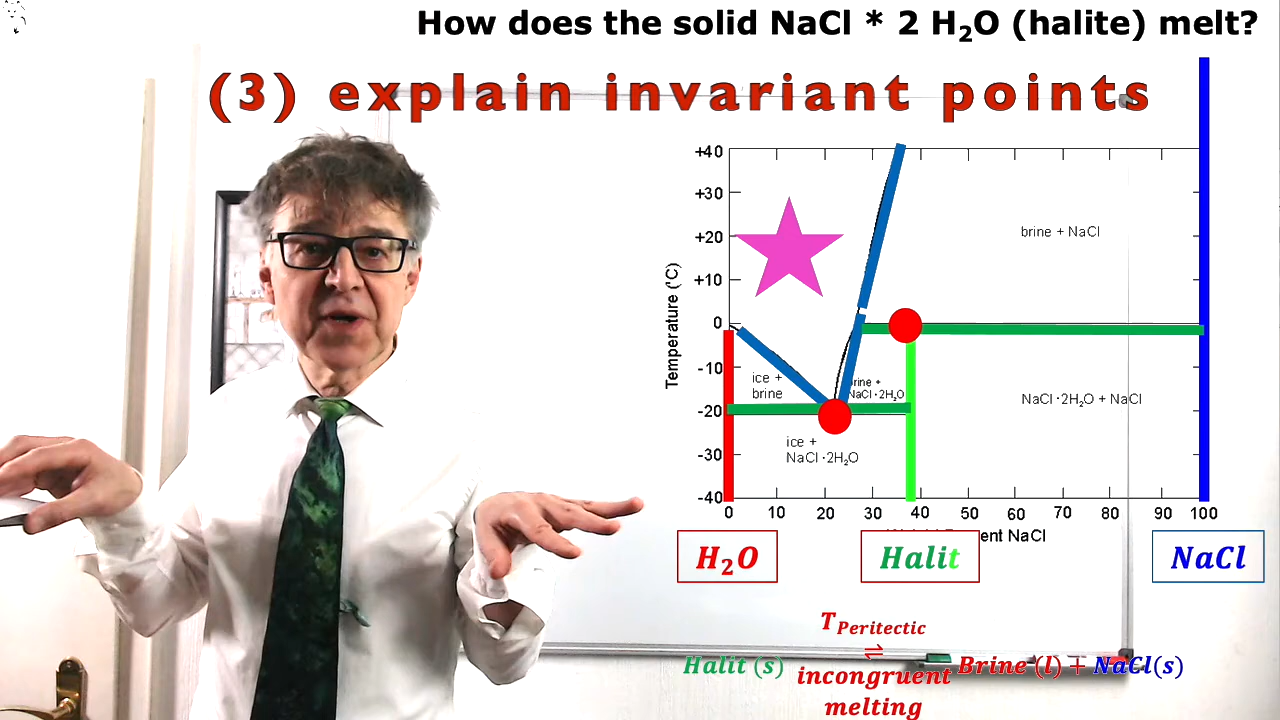 How does the solid NaCl * 2 H₂O (halite) melt?
(3) explain invariant points
+40
+30
+20
+10
0
-10
-20
-30
-40
Temperature (°C)
brine + NaCl
ice +
brine
brine +
NaCl·2H₂O
NaCl·2H₂O + NaCl
ice +
NaCl·2H₂O
0 10 20 30 40 50 60 70 80 90 100
NaCl
H₂O
Halit
NaCl
T Peritectic
⇌
Halit (s)
incongruent
melting
Brine (l) + NaCl(s)